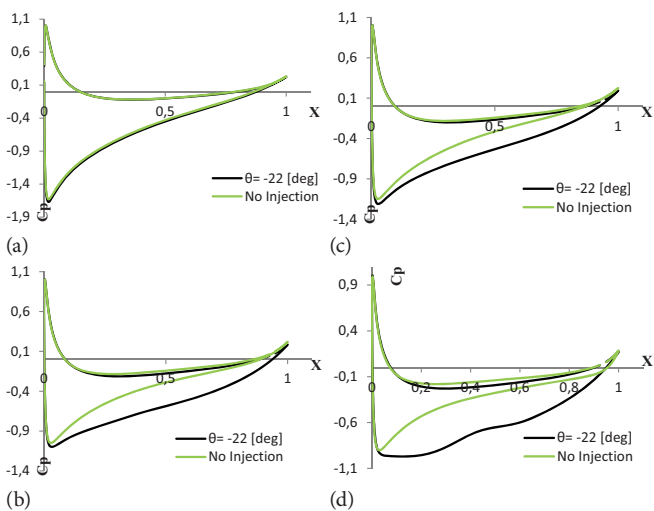 1,1
0,6
0,1
-0,4
-0,9
-1,4
-1,9
0
0,5
1
X
Cp
θ= -22 [deg]
No Injection
(a)
1,1
0,6
0,1
-0,4
-0,9
-1,4
0
0,5
1
X
Cp
θ= -22 [deg]
No Injection
(c)
1,1
0,6
0,1
-0,4
-0,9
-1,4
0
0,5
1
X
Cp
θ= -22 [deg]
No Injection
(b)
0,9
0,4
-0,1
-0,6
-1,1
0
0,2
0,4
0,6
0,8
1
X
Cp
θ= -22 [deg]
No Injection
(d)